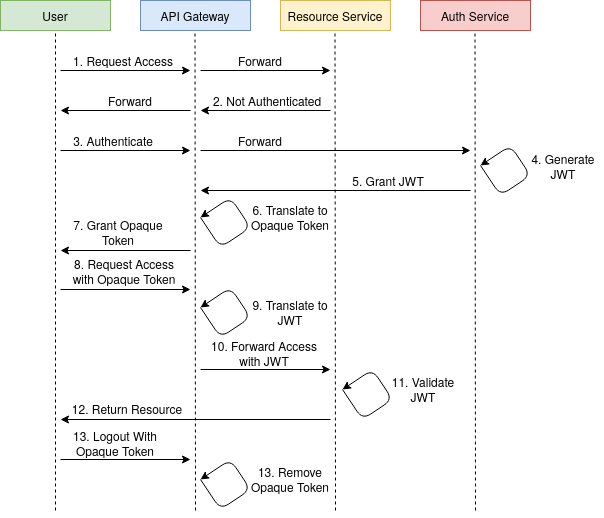 User
API Gateway
Resource Service
Auth Service
1. Request Access
Forward
Forward
2. Not Authenticated
3. Authenticate
Forward
4. Generate
JWT
5. Grant JWT
6. Translate to
Opaque Token
7. Grant Opaque
Token
8. Request Access
with Opaque Token
9. Translate to
JWT
10. Forward Access
with JWT
11. Validate
JWT
12. Return Resource
13. Logout With
Opaque Token
13. Remove
Opaque Token